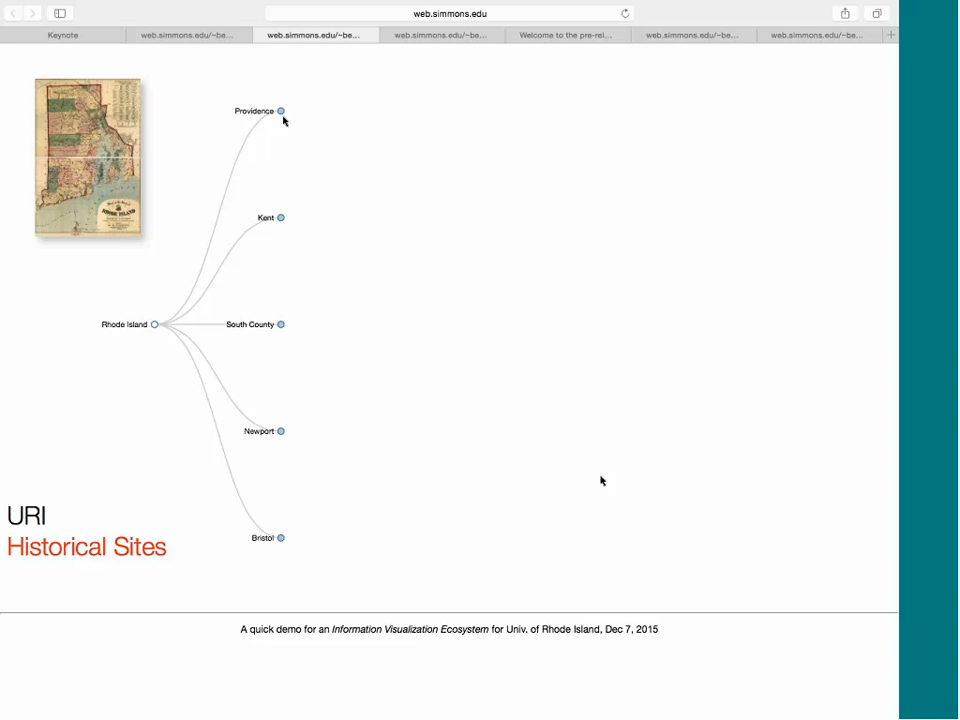 web.simmons.edu
Keynote
web.simmons.edu/~be...
web.simmons.edu/~be...
web.simmons.edu/~be...
Welcome to the pre-rel...
web.simmons.edu/~be...
web.simmons.edu/~be...
RHODE ISLAND
Providence
Kent
Rhode Island
South County
Newport
Bristol
URI
Historical Sites
A quick demo for an Information Visualization Ecosystem for Univ. of Rhode Island, Dec 7, 2015